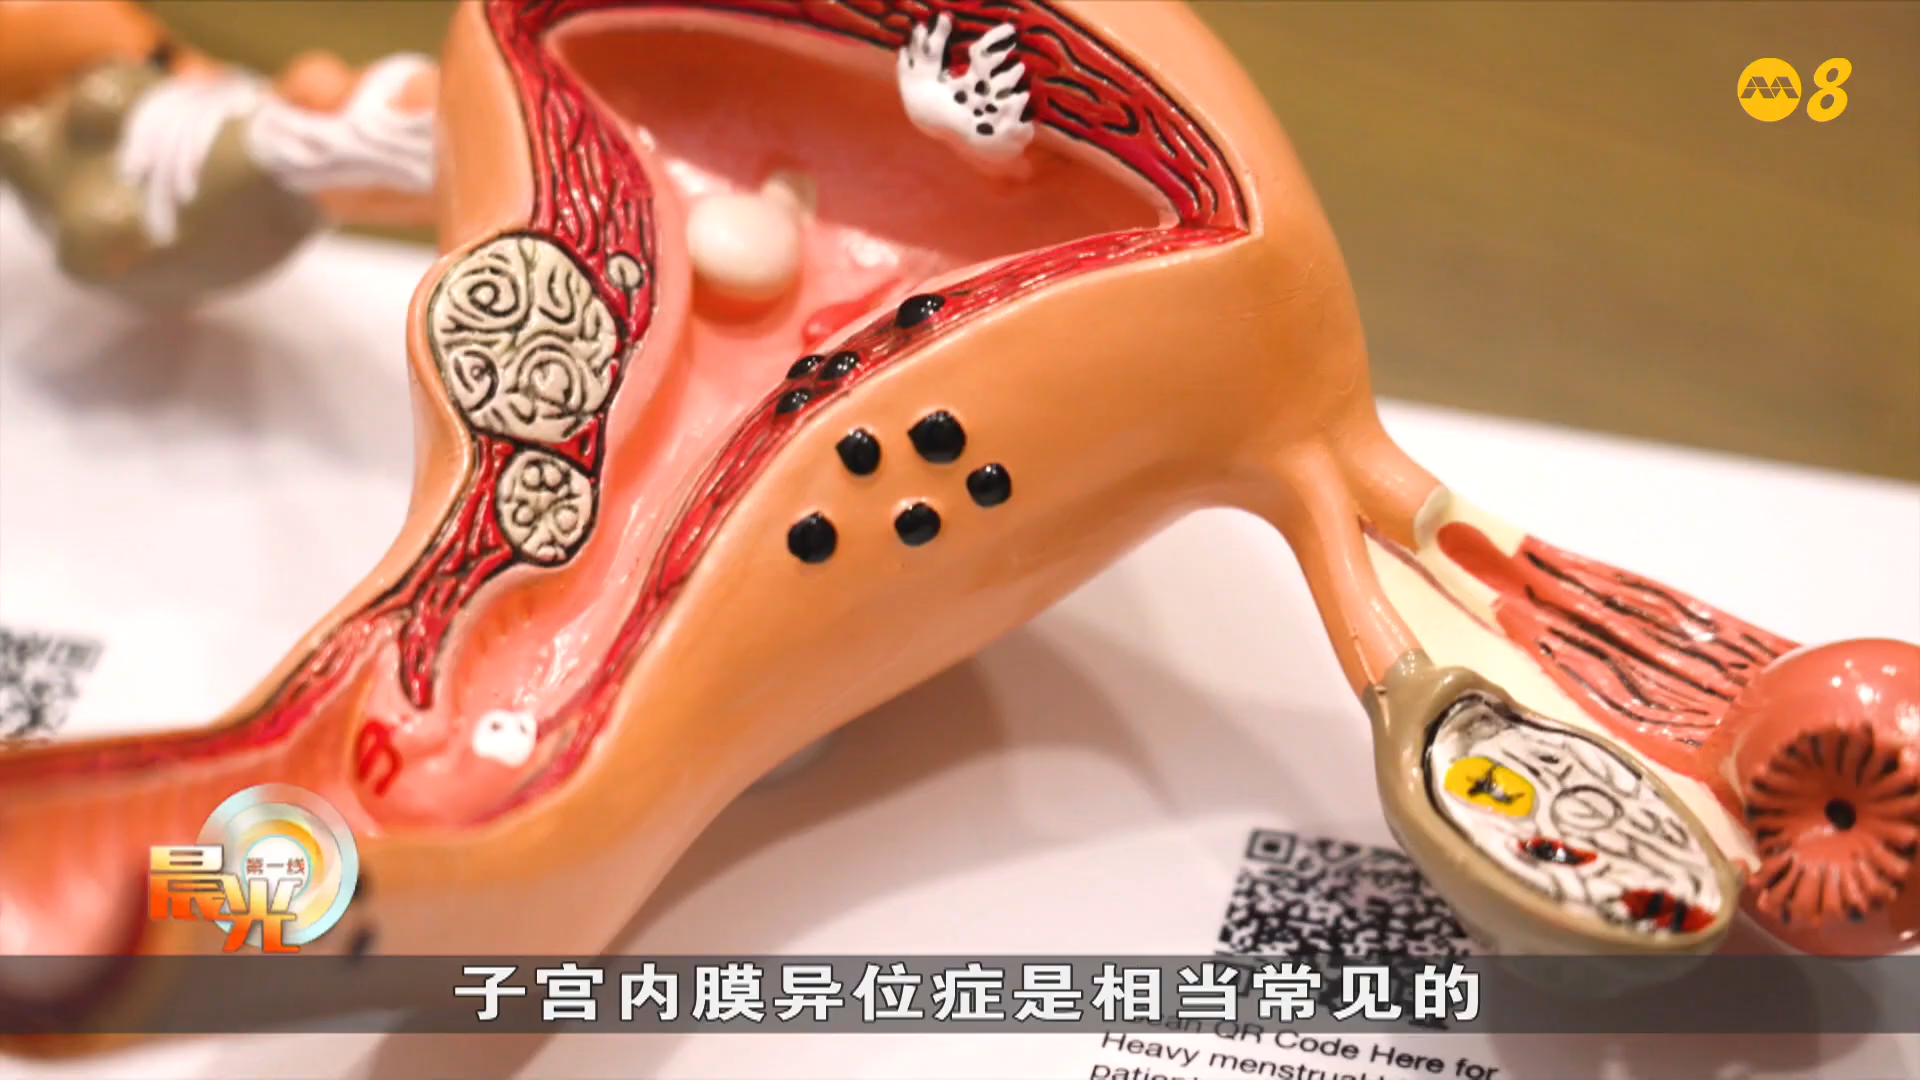 8
晨光
第一线
子宫内膜异位症是相当常见的
QR Code Here for
Heavy menstrual